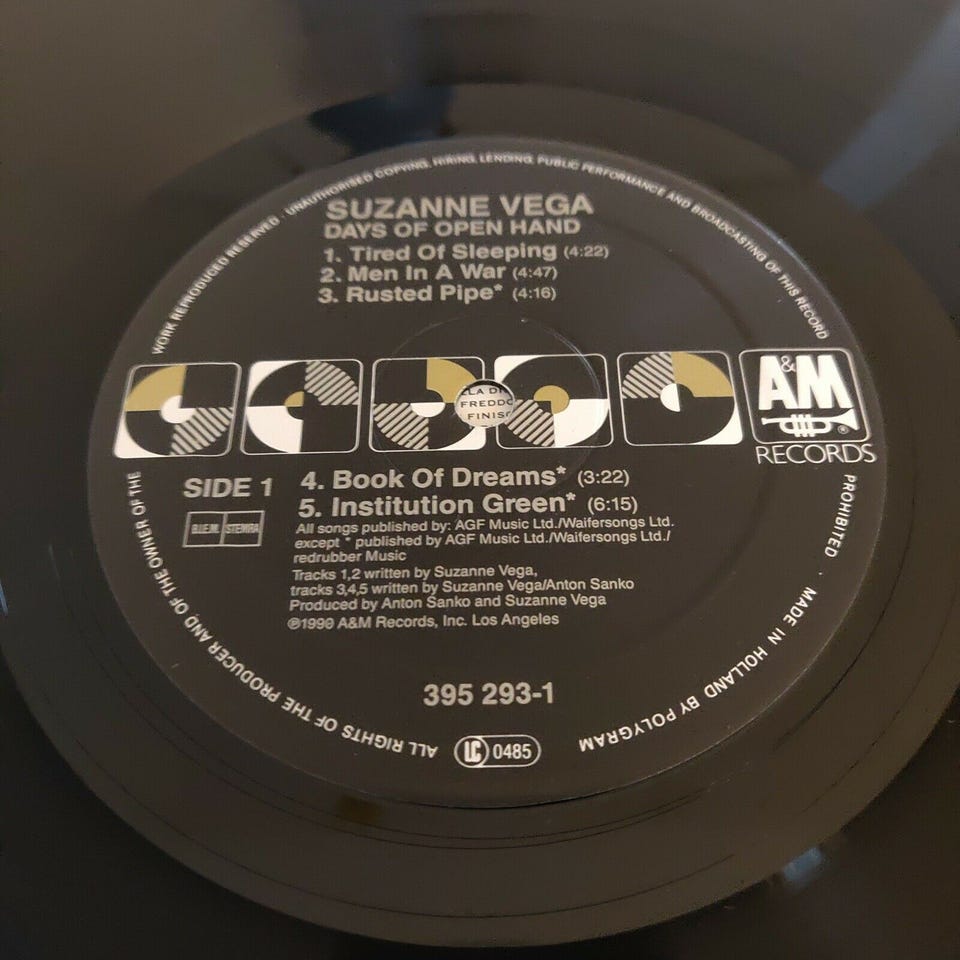 WORK REPRODUCED RESERVED · UNAUTHORISED COPYING, HIRING, LENDING, PUBLIC PERFORMANCE AND BROADCASTING OF THIS RECORD
SUZANNE VEGA
DAYS OF OPEN HAND
1. Tired Of Sleeping (4:22)
2. Men In A War (4:47)
3. Rusted Pipe* (4:16)
A&M
®
RECORDS
FREDDO
SIDE 1
B.I.E.M. STEMRA
4. Book Of Dreams* (3:22)
5. Institution Green* (6:15)
All songs published by: AGF Music Ltd./Waifersongs Ltd.
except * published by AGF Music Ltd./Waifersongs Ltd./
redrubber Music
Tracks 1,2 written by Suzanne Vega,
tracks 3,4,5 written by Suzanne Vega/Anton Sanko
Produced by Anton Sanko and Suzanne Vega
℗1990 A&M Records, Inc. Los Angeles
395 293-1
LC 0485
PROHIBITED · MADE IN HOLLAND BY POLYGRAM
ALL RIGHTS OF THE PRODUCER AND OF THE OWNER OF THE